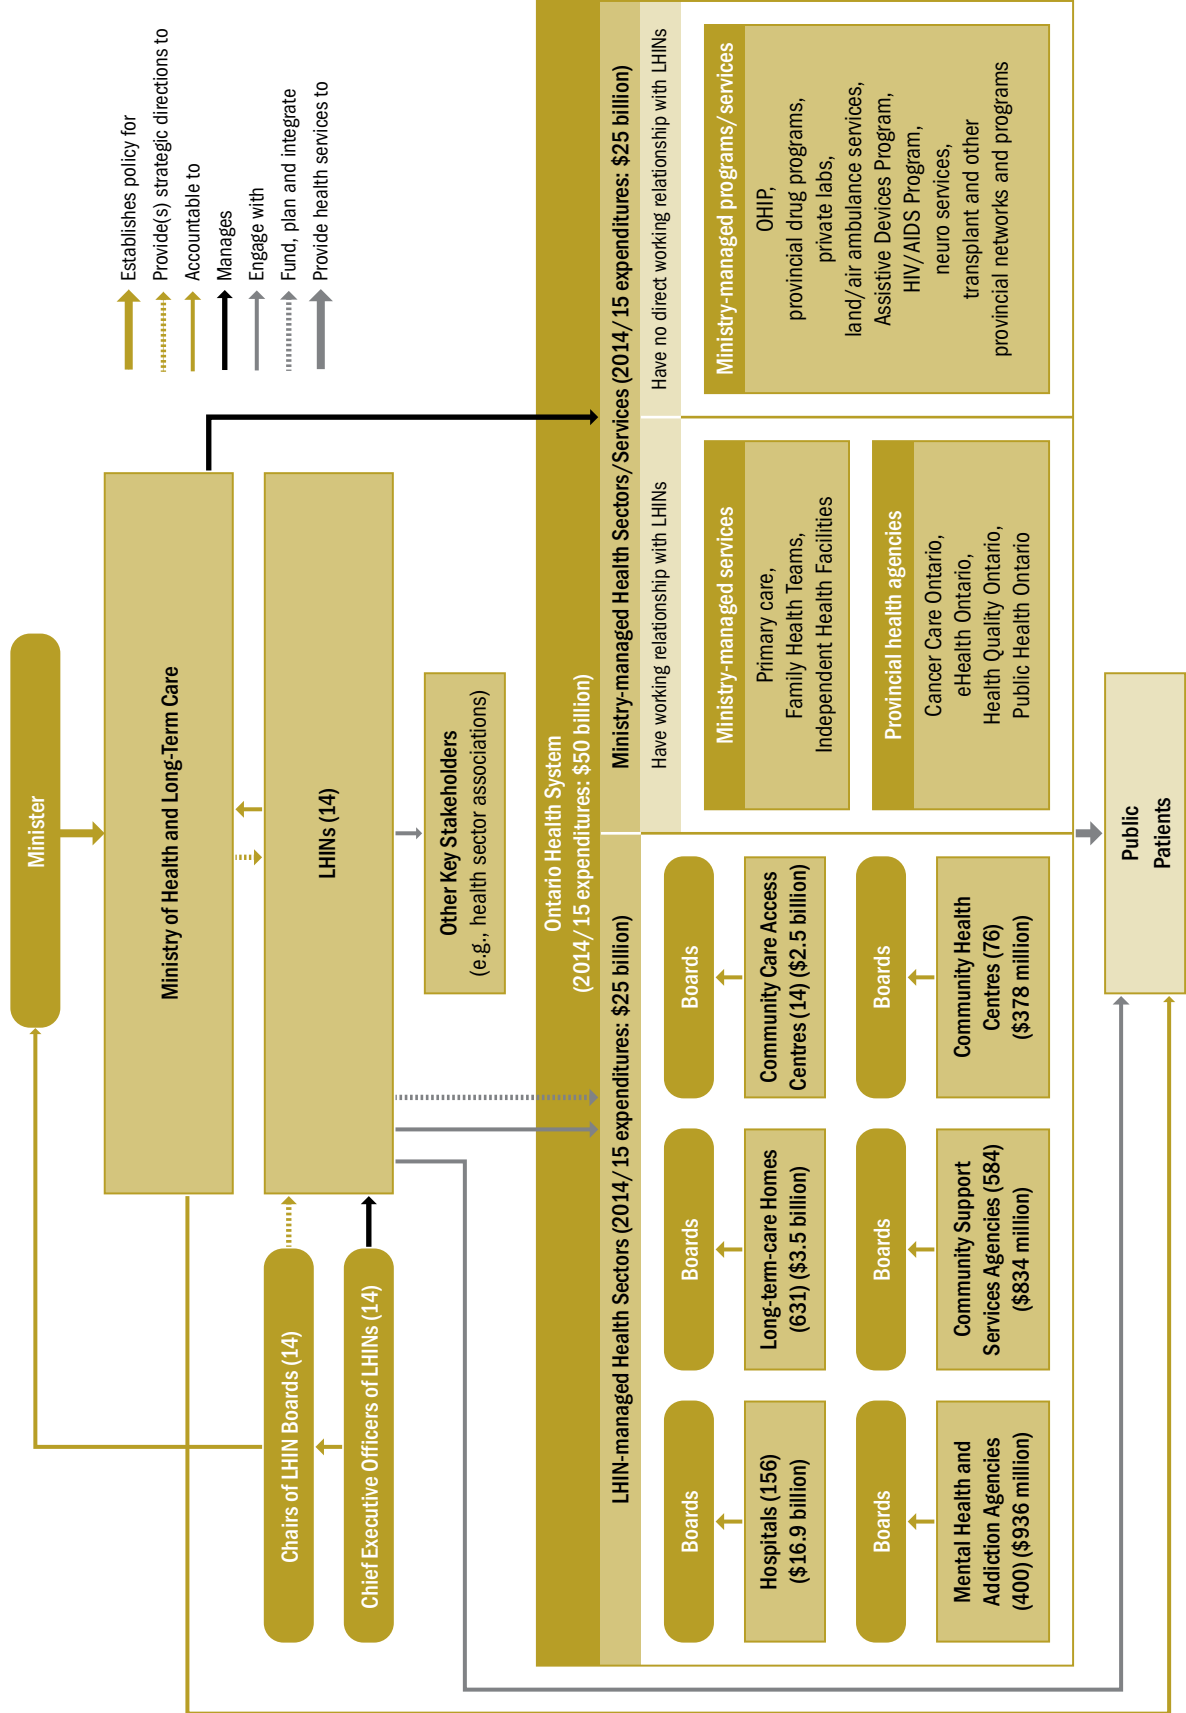 Minister
Establishes policy for
Provide(s) strategic directions to
Accountable to
Manages
Engage with
Fund, plan and integrate
Provide health services to
Ministry of Health and Long-Term Care
Chairs of LHIN Boards (14)
Chief Executive Officers of LHINs (14)
LHINs (14)
Other Key Stakeholders
(e.g., health sector associations)
Ontario Health System
(2014/15 expenditures: $50 billion)
LHIN-managed Health Sectors (2014/15 expenditures: $25 billion)
Boards
Hospitals (156)
($16.9 billion)
Boards
Long-term-care Homes
(631) ($3.5 billion)
Boards
Community Care Access
Centres (14) ($2.5 billion)
Boards
Mental Health and
Addiction Agencies
(400) ($936 million)
Boards
Community Support
Services Agencies (584)
($834 million)
Boards
Community Health
Centres (76)
($378 million)
Ministry-managed Health Sectors/Services (2014/15 expenditures: $25 billion)
Have working relationship with LHINs
Ministry-managed services
Primary care,
Family Health Teams,
Independent Health Facilities
Provincial health agencies
Cancer Care Ontario,
eHealth Ontario,
Health Quality Ontario,
Public Health Ontario
Have no direct working relationship with LHINs
Ministry-managed programs/services
OHIP,
provincial drug programs,
private labs,
land/air ambulance services,
Assistive Devices Program,
HIV/AIDS Program,
neuro services,
transplant and other
provincial networks and programs
Public
Patients